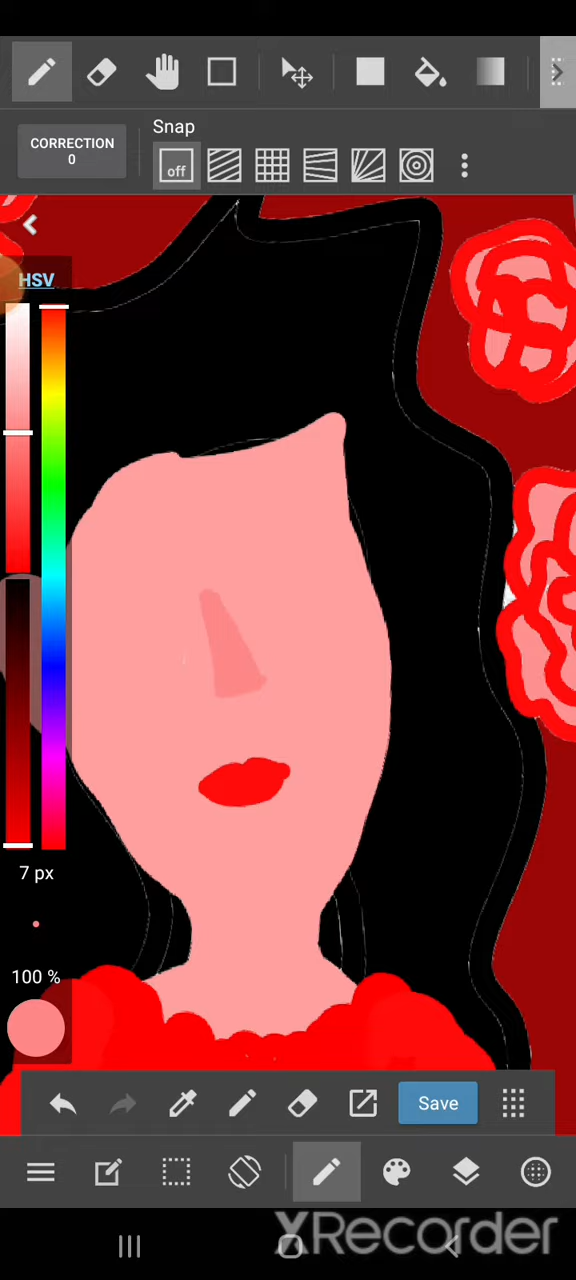 CORRECTION
0
Snap
off
HSV
7 px
100 %
Save
XRecorder